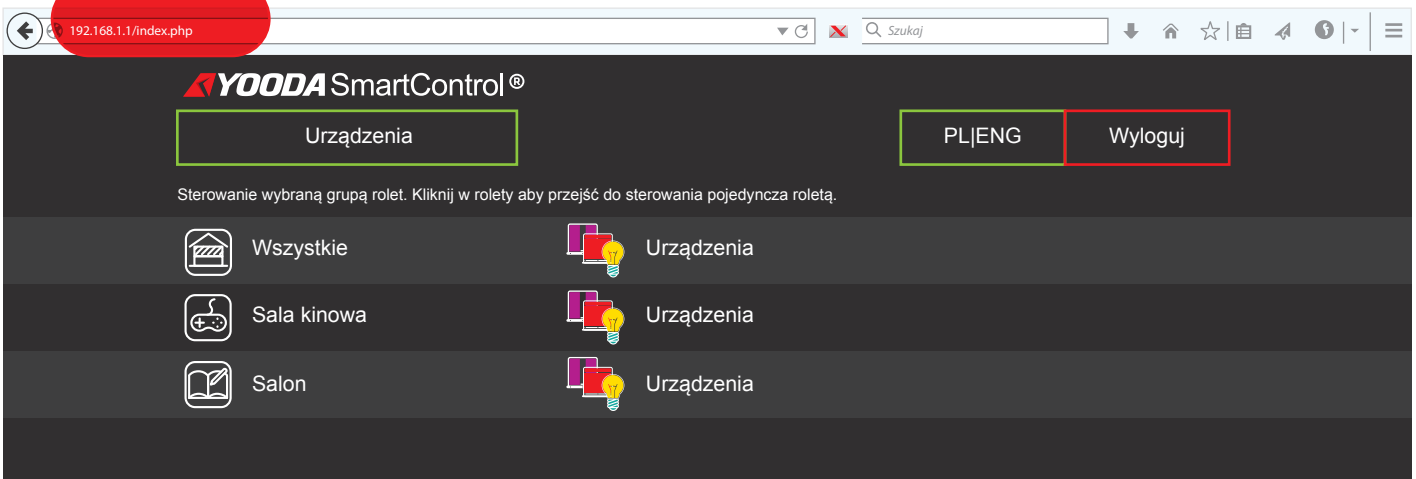 192.168.1.1/index.php
Szukaj
YOODA SmartControl ®
Urządzenia
PL|ENG
Wyloguj
Sterowanie wybraną grupą rolet. Kliknij w rolety aby przejść do sterowania pojedyncza roletą.
Wszystkie Urządzenia
Sala kinowa Urządzenia
Salon Urządzenia